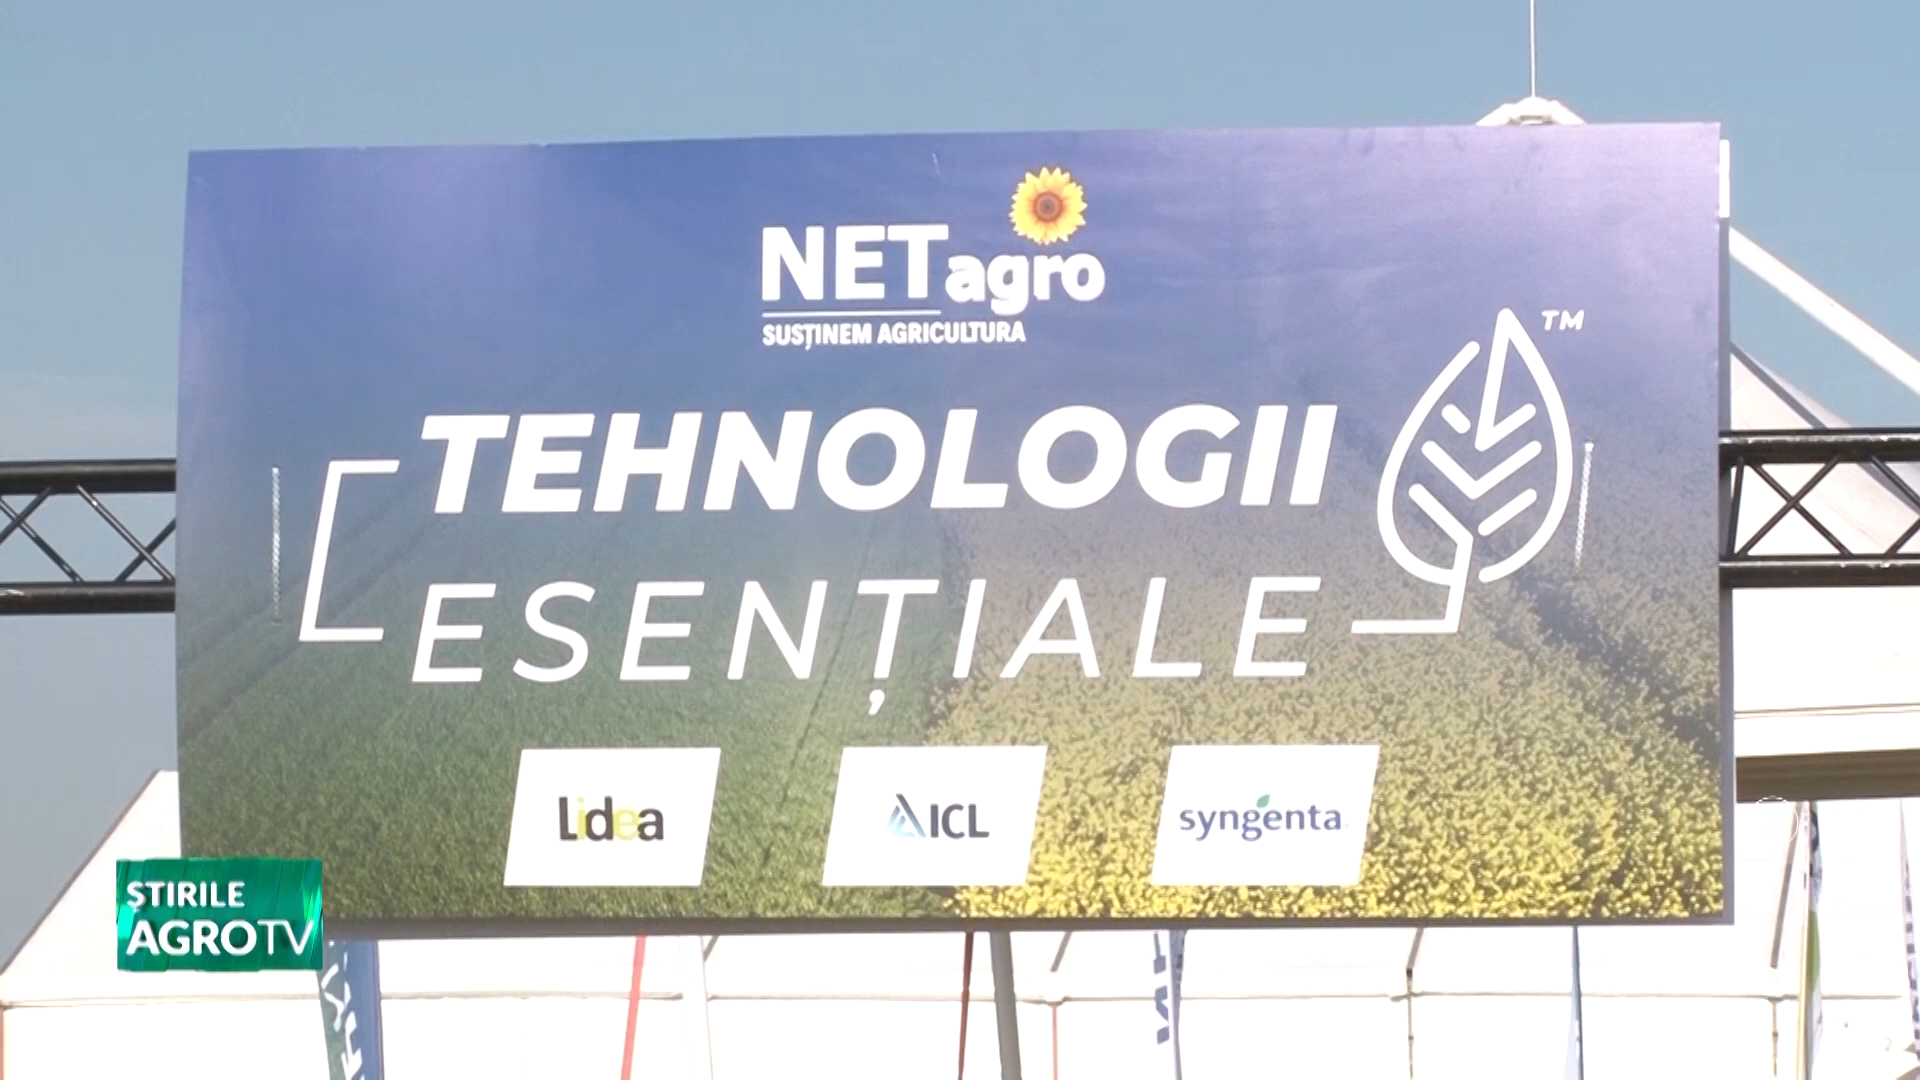 NETagro
SUSȚINEM AGRICULTURA
TEHNOLOGII ™
ESENȚIALE
Lidea
ICL
syngenta
ȘTIRILE
AGROTV